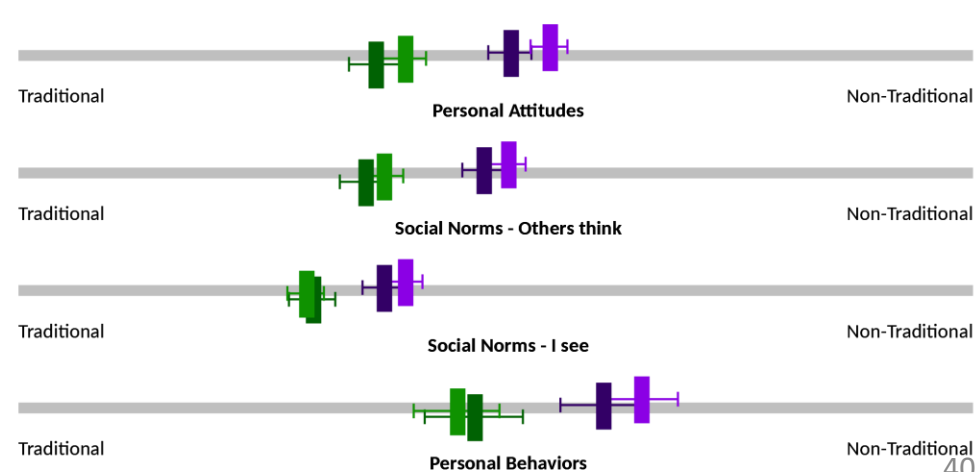 Traditional
Non-Traditional
Personal Attitudes
Traditional
Non-Traditional
Social Norms - Others think
Traditional
Non-Traditional
Social Norms - I see
Traditional
Non-Traditional
Personal Behaviors
40